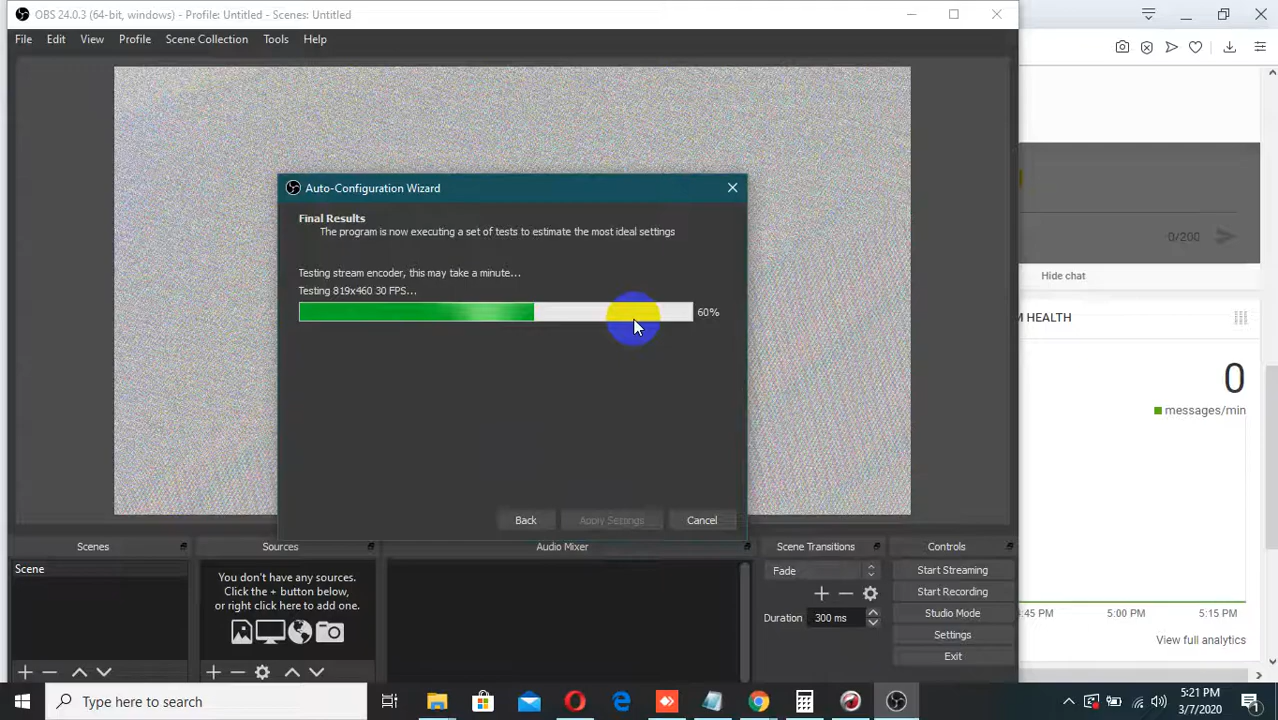 OBS 24.0.3 (64-bit, windows) - Profile: Untitled - Scenes: Untitled
File Edit View Profile Scene Collection Tools Help
Auto-Configuration Wizard
Final Results
The program is now executing a set of tests to estimate the most ideal settings
Testing stream encoder, this may take a minute...
Testing 819x460 30 FPS...
60%
Back Apply Settings Cancel
0/200
Hide chat
M HEALTH
0
messages/min
:45 PM 5:00 PM 5:15 PM
View full analytics
Scenes Sources Audio Mixer Scene Transitions Controls
Scene
You don't have any sources.
Click the + button below,
or right click here to add one.
Fade
Duration 300 ms
Start Streaming
Start Recording
Studio Mode
Settings
Exit
Type here to search
5:21 PM
3/7/2020
1